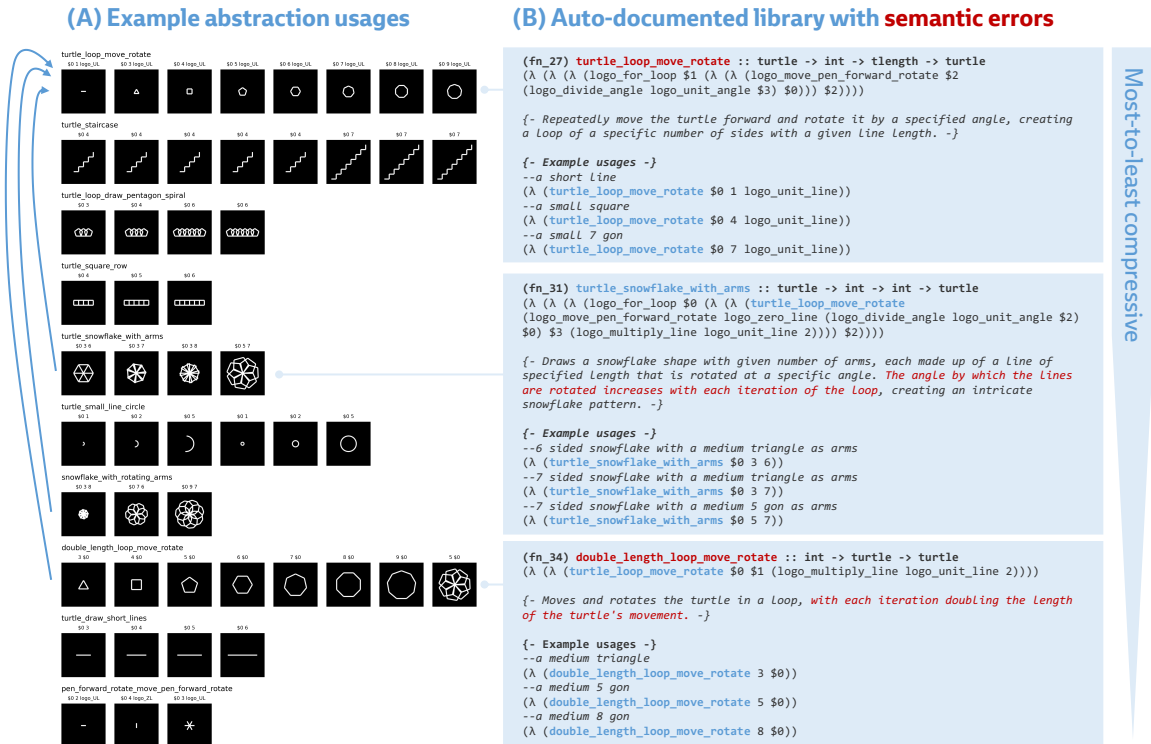 (A) Example abstraction usages
turtle_loop_move_rotate
$0 1 logo_UL $0 3 logo_UL $0 4 logo_UL $0 5 logo_UL $0 6 logo_UL $0 7 logo_UL $0 8 logo_UL $0 9 logo_UL
turtle_staircase
$0 4 $0 4 $0 4 $0 4 $0 4 $0 7 $0 7 $0 7
turtle_loop_draw_pentagon_spiral
$0 3 $0 4 $0 6 $0 6
turtle_square_row
$0 4 $0 5 $0 6
turtle_snowflake_with_arms
$0 3 6 $0 3 7 $0 3 8 $0 5 7
turtle_small_line_circle
$0 1 $0 2 $0 5 $0 1 $0 2 $0 5
snowflake_with_rotating_arms
$0 3 8 $0 7 6 $0 9 7
double_length_loop_move_rotate
3 $0 4 $0 5 $0 6 $0 7 $0 8 $0 9 $0 5 $0
turtle_draw_short_lines
$0 3 $0 4 $0 5 $0 6
pen_forward_rotate_move_pen_forward_rotate
$0 2 logo_UL $0 4 logo_ZL $0 3 logo_UL
(B) Auto-documented library with semantic errors
(fn_27) turtle_loop_move_rotate :: turtle -> int -> tlength -> turtle
(λ (λ (λ (logo_for_loop $1 (λ (λ (logo_move_pen_forward_rotate $2
(logo_divide_angle logo_unit_angle $3) $0))) $2))))
{- Repeatedly move the turtle forward and rotate it by a specified angle, creating
a loop of a specific number of sides with a given line length. -}
{- Example usages -}
--a short line
(λ (turtle_loop_move_rotate $0 1 logo_unit_line))
--a small square
(λ (turtle_loop_move_rotate $0 4 logo_unit_line))
--a small 7 gon
(λ (turtle_loop_move_rotate $0 7 logo_unit_line))
(fn_31) turtle_snowflake_with_arms :: turtle -> int -> int -> turtle
(λ (λ (λ (logo_for_loop $0 (λ (λ (turtle_loop_move_rotate
(logo_move_pen_forward_rotate logo_zero_line (logo_divide_angle logo_unit_angle $2)
$0) $3 (logo_multiply_line logo_unit_line 2)))) $2))))
{- Draws a snowflake shape with given number of arms, each made up of a line of
specified length that is rotated at a specific angle. The angle by which the lines
are rotated increases with each iteration of the loop, creating an intricate
snowflake pattern. -}
{- Example usages -}
--6 sided snowflake with a medium triangle as arms
(λ (turtle_snowflake_with_arms $0 3 6))
--7 sided snowflake with a medium triangle as arms
(λ (turtle_snowflake_with_arms $0 3 7))
--7 sided snowflake with a medium 5 gon as arms
(λ (turtle_snowflake_with_arms $0 5 7))
(fn_34) double_length_loop_move_rotate :: int -> turtle -> turtle
(λ (λ (turtle_loop_move_rotate $0 $1 (logo_multiply_line logo_unit_line 2))))
{- Moves and rotates the turtle in a loop, with each iteration doubling the length
of the turtle's movement. -}
{- Example usages -}
--a medium triangle
(λ (double_length_loop_move_rotate 3 $0))
--a medium 5 gon
(λ (double_length_loop_move_rotate 5 $0))
--a medium 8 gon
(λ (double_length_loop_move_rotate 8 $0))
Most-to-least compressive